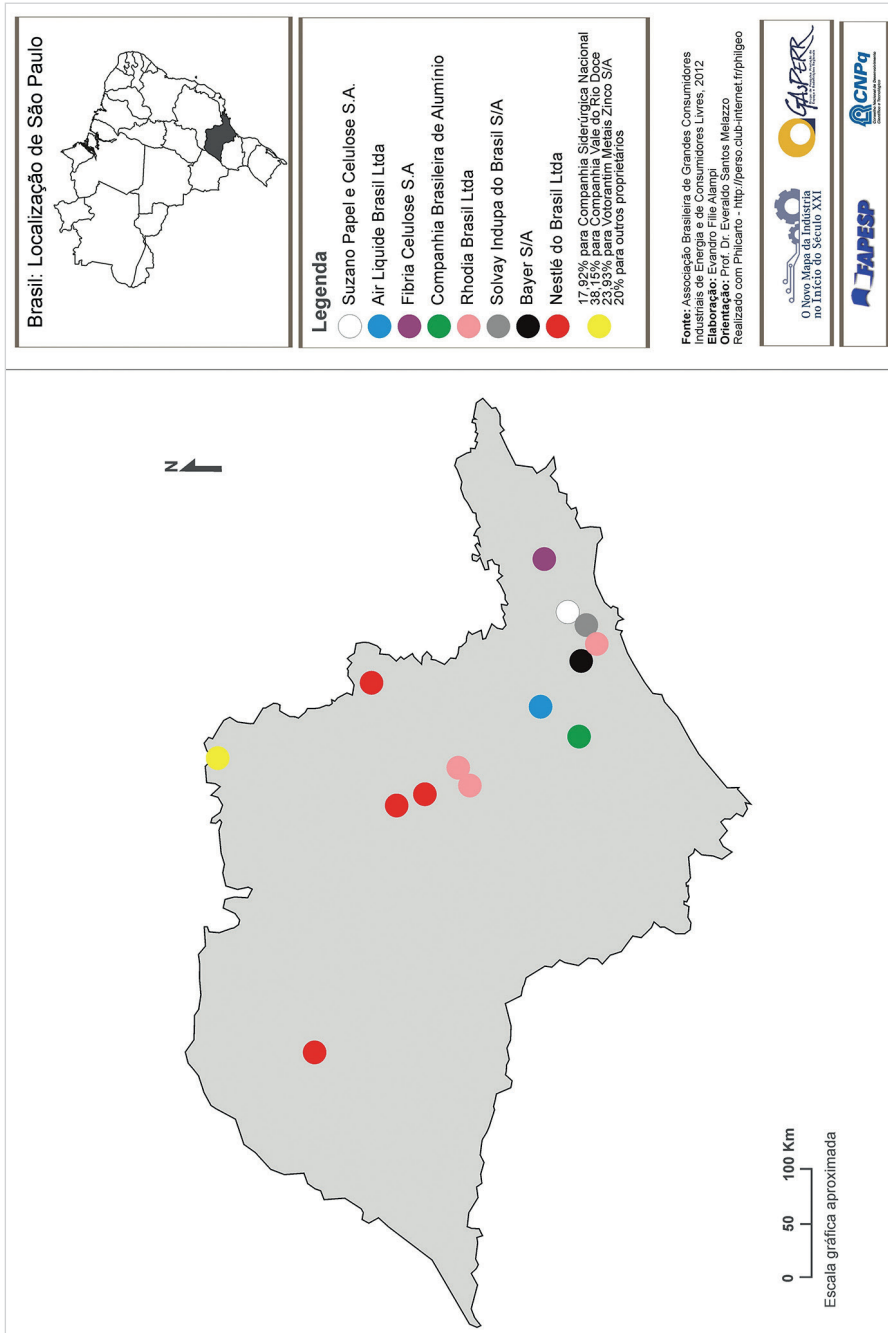 Brasil: Localização de São Paulo
N
Legenda
Suzano Papel e Celulose S.A.
Air Liquide Brasil Ltda
Fibria Celulose S.A
Companhia Brasileira de Alumínio
Rhodia Brasil Ltda
Solvay Indupa do Brasil S/A
Bayer S/A
Nestlé do Brasil Ltda
17,92% para Companhia Siderúrgica Nacional
38,15% para Companhia Vale do Rio Doce
23,93% para Votorantim Metais Zinco S/A
20% para outros proprietários
0 50 100 Km
Escala gráfica aproximada
Fonte: Associação Brasileira de Grandes Consumidores
Industriais de Energia e de Consumidores Livres, 2012
Elaboração: Evandro Filie Alampi
Orientação: Prof. Dr. Everaldo Santos Melazzo
Realizado com Philcarto - http://perso.club-internet.fr/philgeo
O Novo Mapa da Indústria
no Início do Século XXI
GAsPERR
FAPESP
CNPq